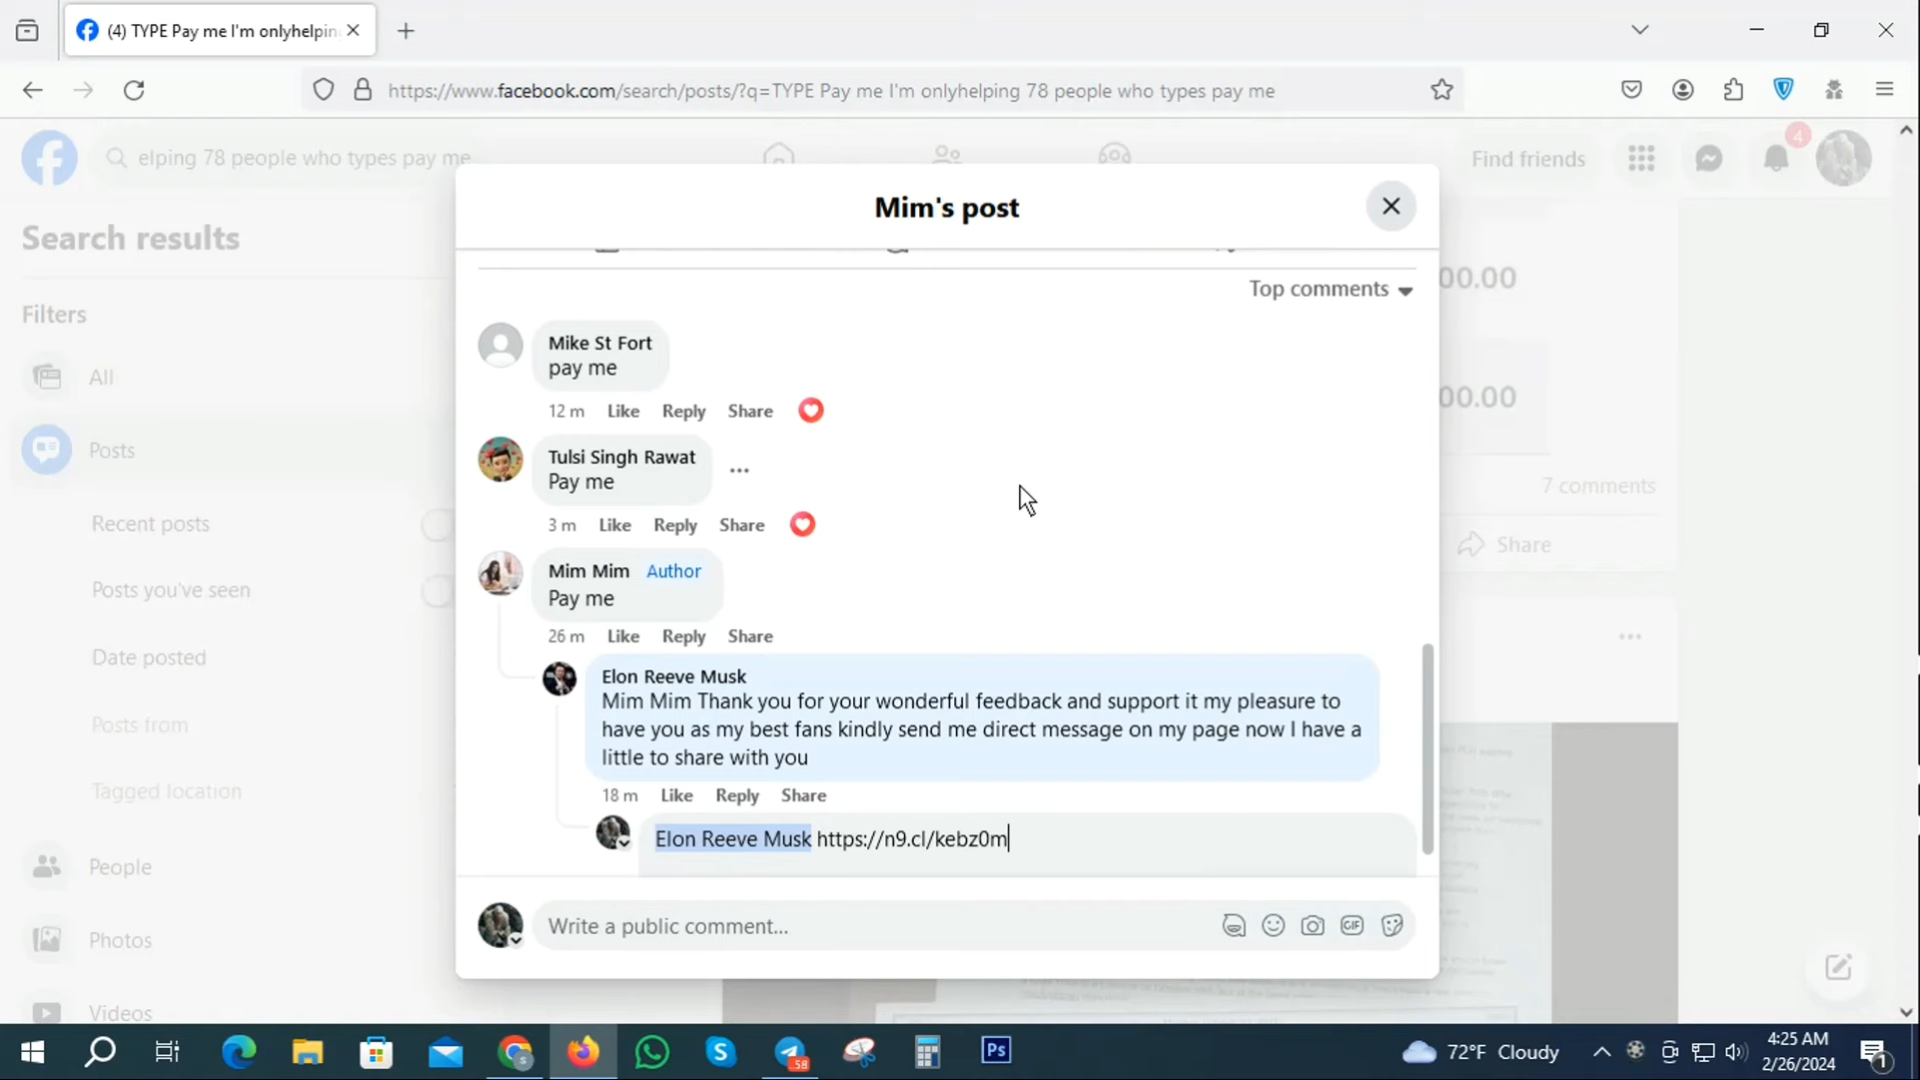 (4) TYPE Pay me I'm onlyhelpin
https://www.facebook.com/search/posts/?q=TYPE Pay me I'm onlyhelping 78 people who types pay me
elping 78 people who types pay me
Find friends
4
Search results
Filters
All
Posts
Recent posts
Posts you've seen
Date posted
Posts from
Tagged location
People
Photos
Videos
Mim's post
Top comments
Mike St Fort
pay me
12 m Like Reply Share
Tulsi Singh Rawat
Pay me
3 m Like Reply Share
Mim Mim Author
Pay me
26 m Like Reply Share
Elon Reeve Musk
Mim Mim Thank you for your wonderful feedback and support it my pleasure to
have you as my best fans kindly send me direct message on my page now I have a
little to share with you
18 m Like Reply Share
Elon Reeve Musk https://n9.cl/kebz0m
Write a public comment...
GIF
00.00
00.00
7 comments
Share
58
Ps
72°F Cloudy
4:25 AM
2/26/2024
1